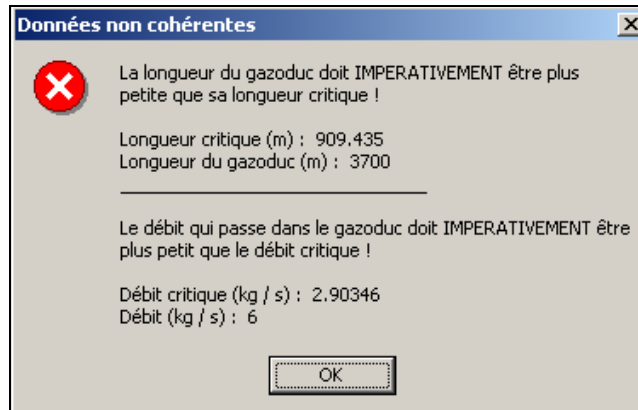 Données non cohérentes
La longueur du gazoduc doit IMPERATIVEMENT être plus
petite que sa longueur critique !
Longueur critique (m) : 909.435
Longueur du gazoduc (m) : 3700
Le débit qui passe dans le gazoduc doit IMPERATIVEMENT être
plus petit que le débit critique !
Débit critique (kg / s) : 2.90346
Débit (kg / s) : 6
OK